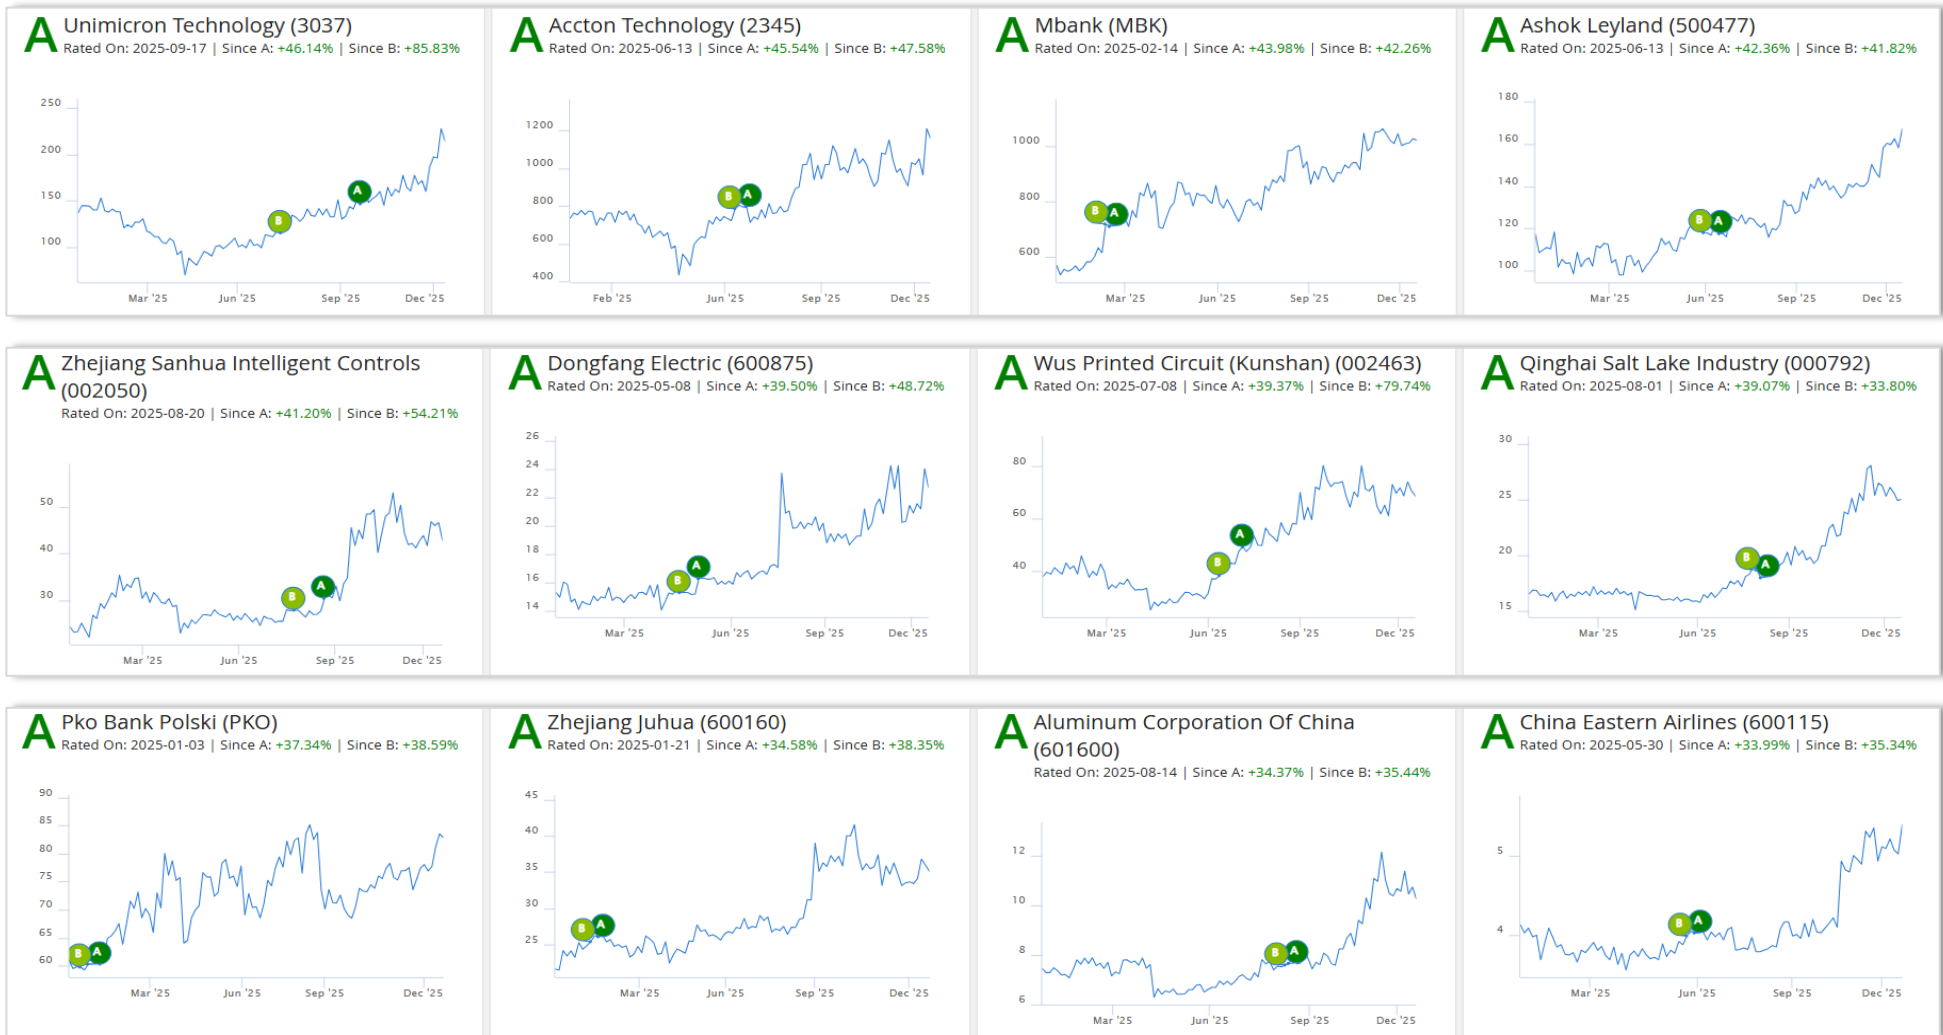 A Unimicron Technology (3037)
Rated On: 2025-09-17 | Since A: +46.14% | Since B: +85.83%
250
200
150
100
B
A
Mar '25 Jun '25 Sep '25 Dec '25
A Accton Technology (2345)
Rated On: 2025-06-13 | Since A: +45.54% | Since B: +47.58%
1200
1000
800
600
400
B
A
Feb '25 Jun '25 Sep '25 Dec '25
A Mbank (MBK)
Rated On: 2025-02-14 | Since A: +43.98% | Since B: +42.26%
1000
800
600
B
A
Mar '25 Jun '25 Sep '25 Dec '25
A Ashok Leyland (500477)
Rated On: 2025-06-13 | Since A: +42.36% | Since B: +41.82%
180
160
140
120
100
B
A
Mar '25 Jun '25 Sep '25 Dec '25
A Zhejiang Sanhua Intelligent Controls
(002050)
Rated On: 2025-08-20 | Since A: +41.20% | Since B: +54.21%
50
40
30
B
A
Mar '25 Jun '25 Sep '25 Dec '25
A Dongfang Electric (600875)
Rated On: 2025-05-08 | Since A: +39.50% | Since B: +48.72%
26
24
22
20
18
16
14
B
A
Mar '25 Jun '25 Sep '25 Dec '25
A Wus Printed Circuit (Kunshan) (002463)
Rated On: 2025-07-08 | Since A: +39.37% | Since B: +79.74%
80
60
40
B
A
Mar '25 Jun '25 Sep '25 Dec '25
A Qinghai Salt Lake Industry (000792)
Rated On: 2025-08-01 | Since A: +39.07% | Since B: +33.80%
30
25
20
15
B
A
Mar '25 Jun '25 Sep '25 Dec '25
A Pko Bank Polski (PKO)
Rated On: 2025-01-03 | Since A: +37.34% | Since B: +38.59%
90
85
80
75
70
65
60
B
A
Mar '25 Jun '25 Sep '25 Dec '25
A Zhejiang Juhua (600160)
Rated On: 2025-01-21 | Since A: +34.58% | Since B: +38.35%
45
40
35
30
25
B
A
Mar '25 Jun '25 Sep '25 Dec '25
A Aluminum Corporation Of China
(601600)
Rated On: 2025-08-14 | Since A: +34.37% | Since B: +35.44%
12
10
8
6
B
A
Mar '25 Jun '25 Sep '25 Dec '25
A China Eastern Airlines (600115)
Rated On: 2025-05-30 | Since A: +33.99% | Since B: +35.34%
5
4
B
A
Mar '25 Jun '25 Sep '25 Dec '25